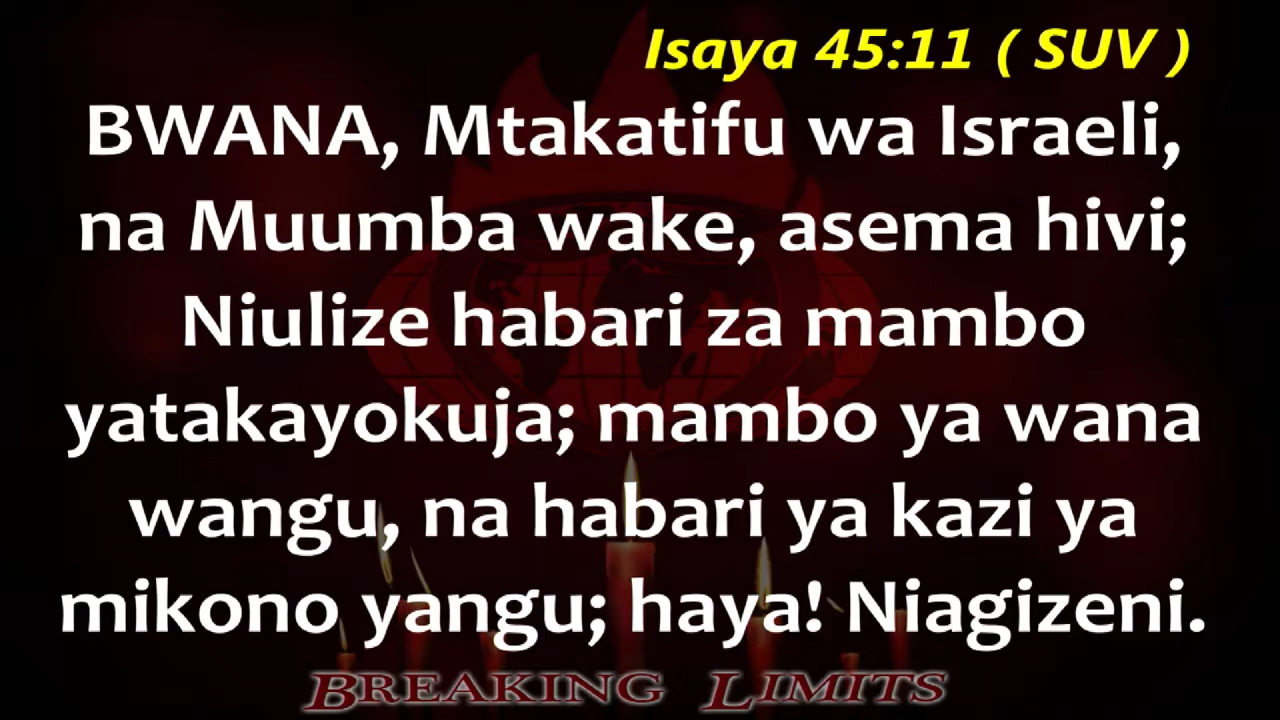 Isaya 45:11 ( SUV )
BWANA, Mtakatifu wa Israeli,
na Muumba wake, asema hivi;
Niulize habari za mambo
yatakayokuja; mambo ya wana
wangu, na habari ya kazi ya
mikono yangu; haya! Niagizeni.
BREAKING LIMITS